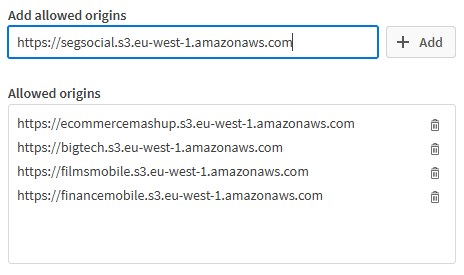 Add allowed origins
https://segsocial.s3.eu-west-1.amazonaws.com
+ Add
Allowed origins
https://ecommercemashup.s3.eu-west-1.amazonaws.com
https://bigtech.s3.eu-west-1.amazonaws.com
https://filmsmobile.s3.eu-west-1.amazonaws.com
https://financemobile.s3.eu-west-1.amazonaws.com